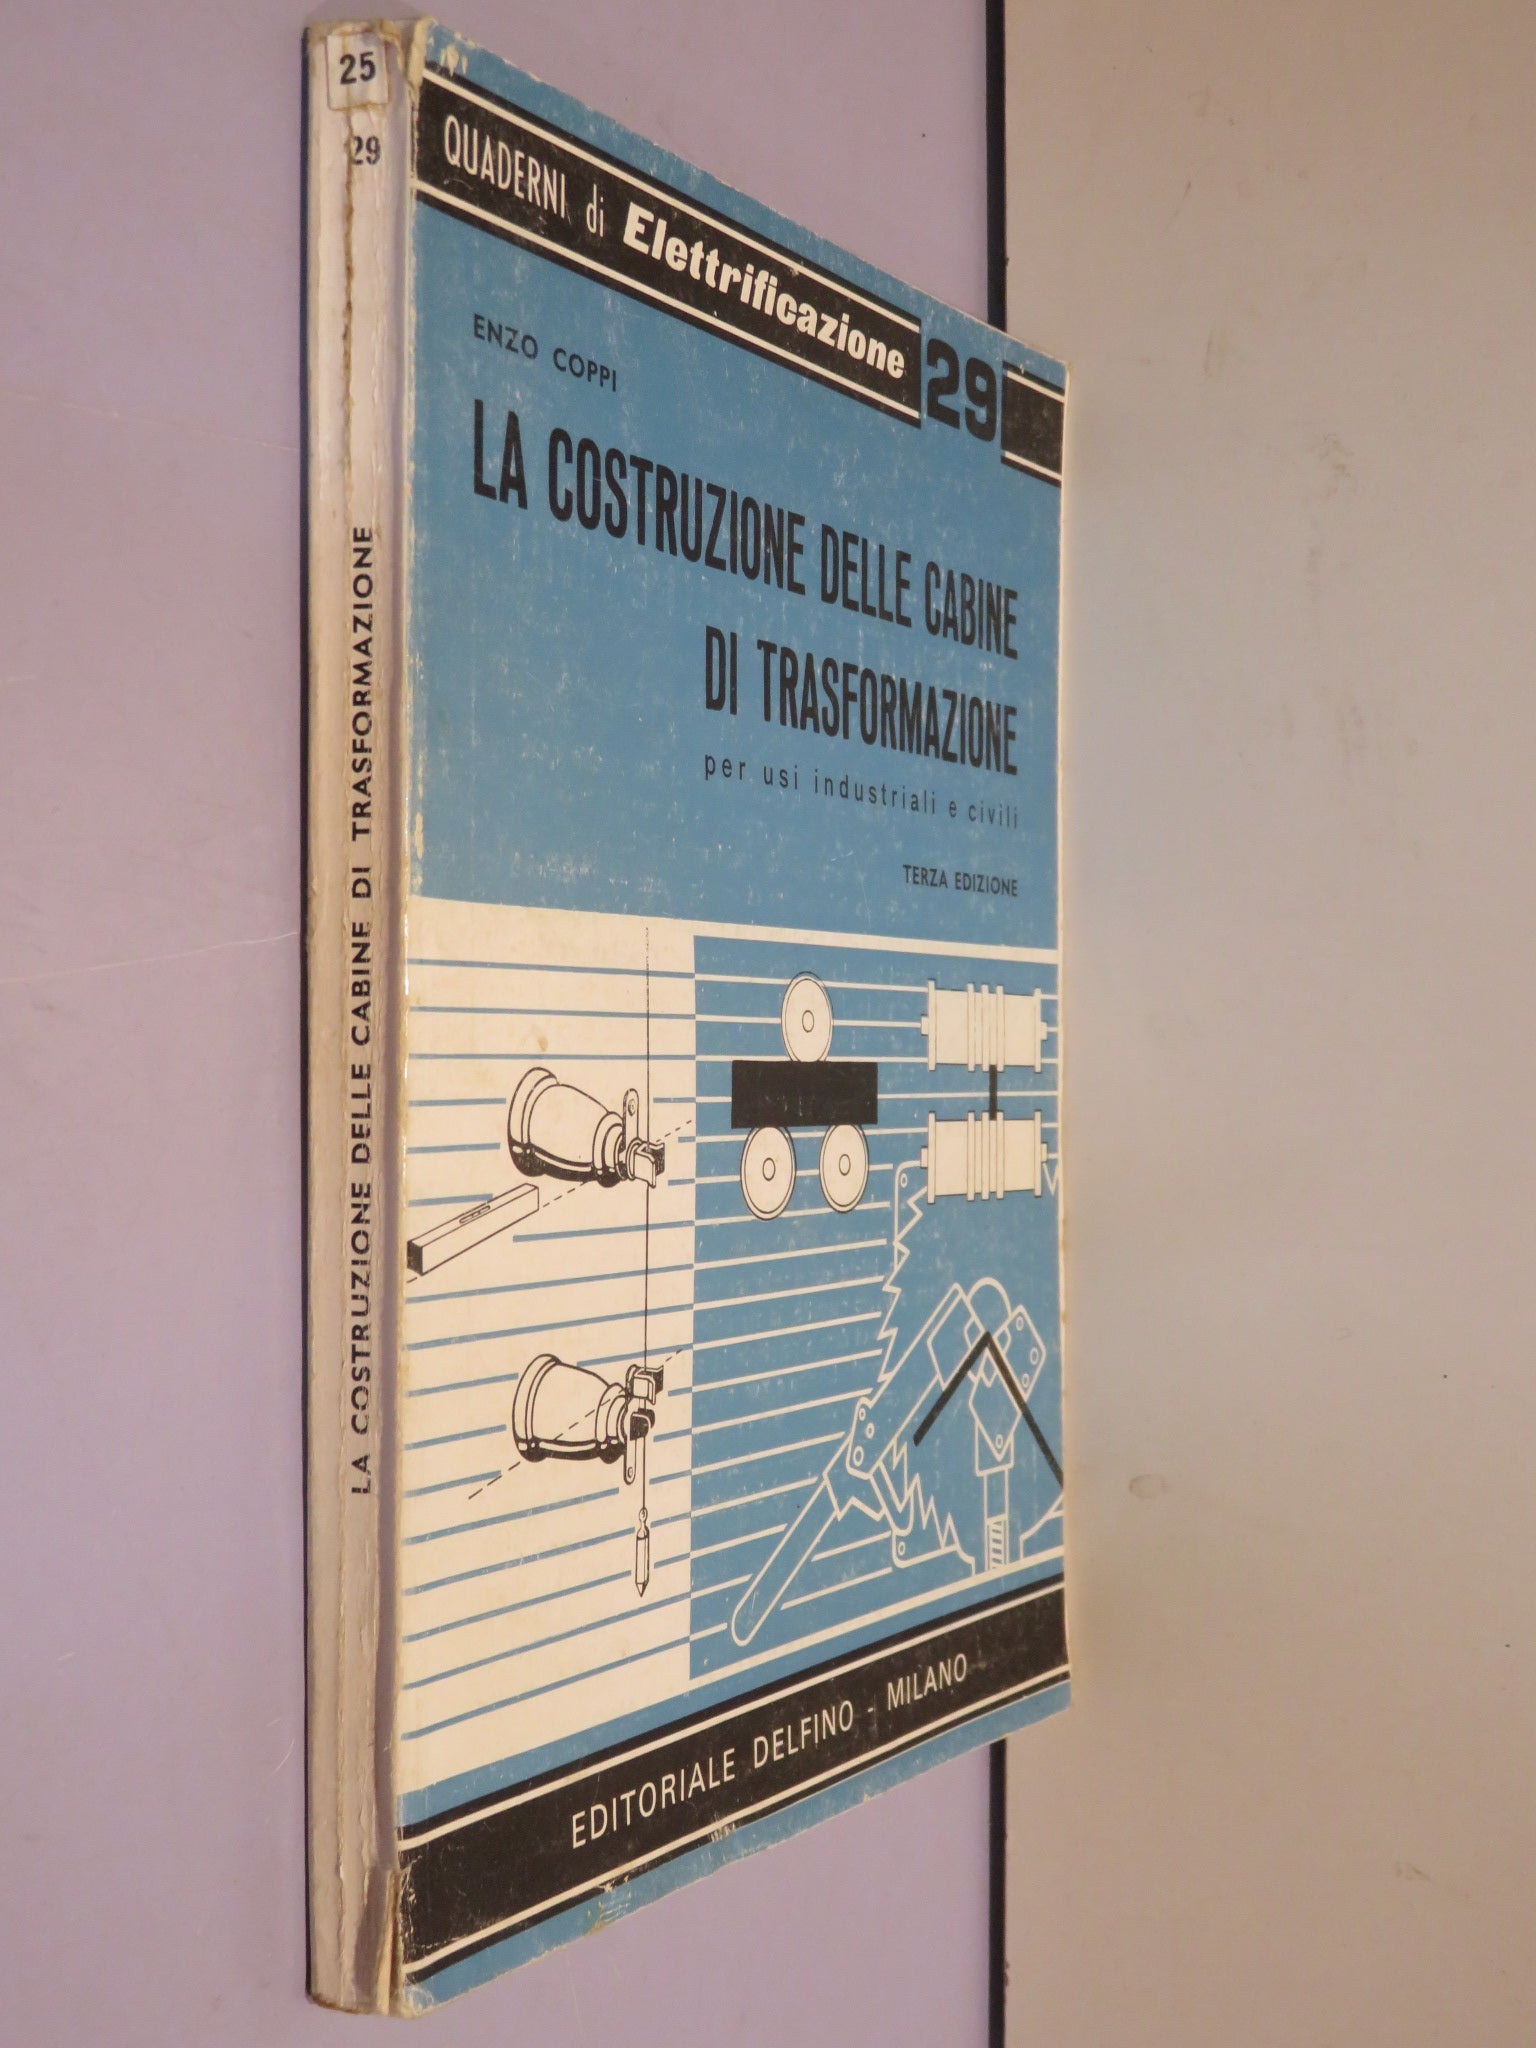 25
29
LA COSTRUZIONE DELLE CABINE DI TRASFORMAZIONE
QUADERNI di Elettrificazione 29
ENZO COPPI
LA COSTRUZIONE DELLE CABINE
DI TRASFORMAZIONE
per usi industriali e civili
TERZA EDIZIONE
EDITORIALE DELFINO - MILANO